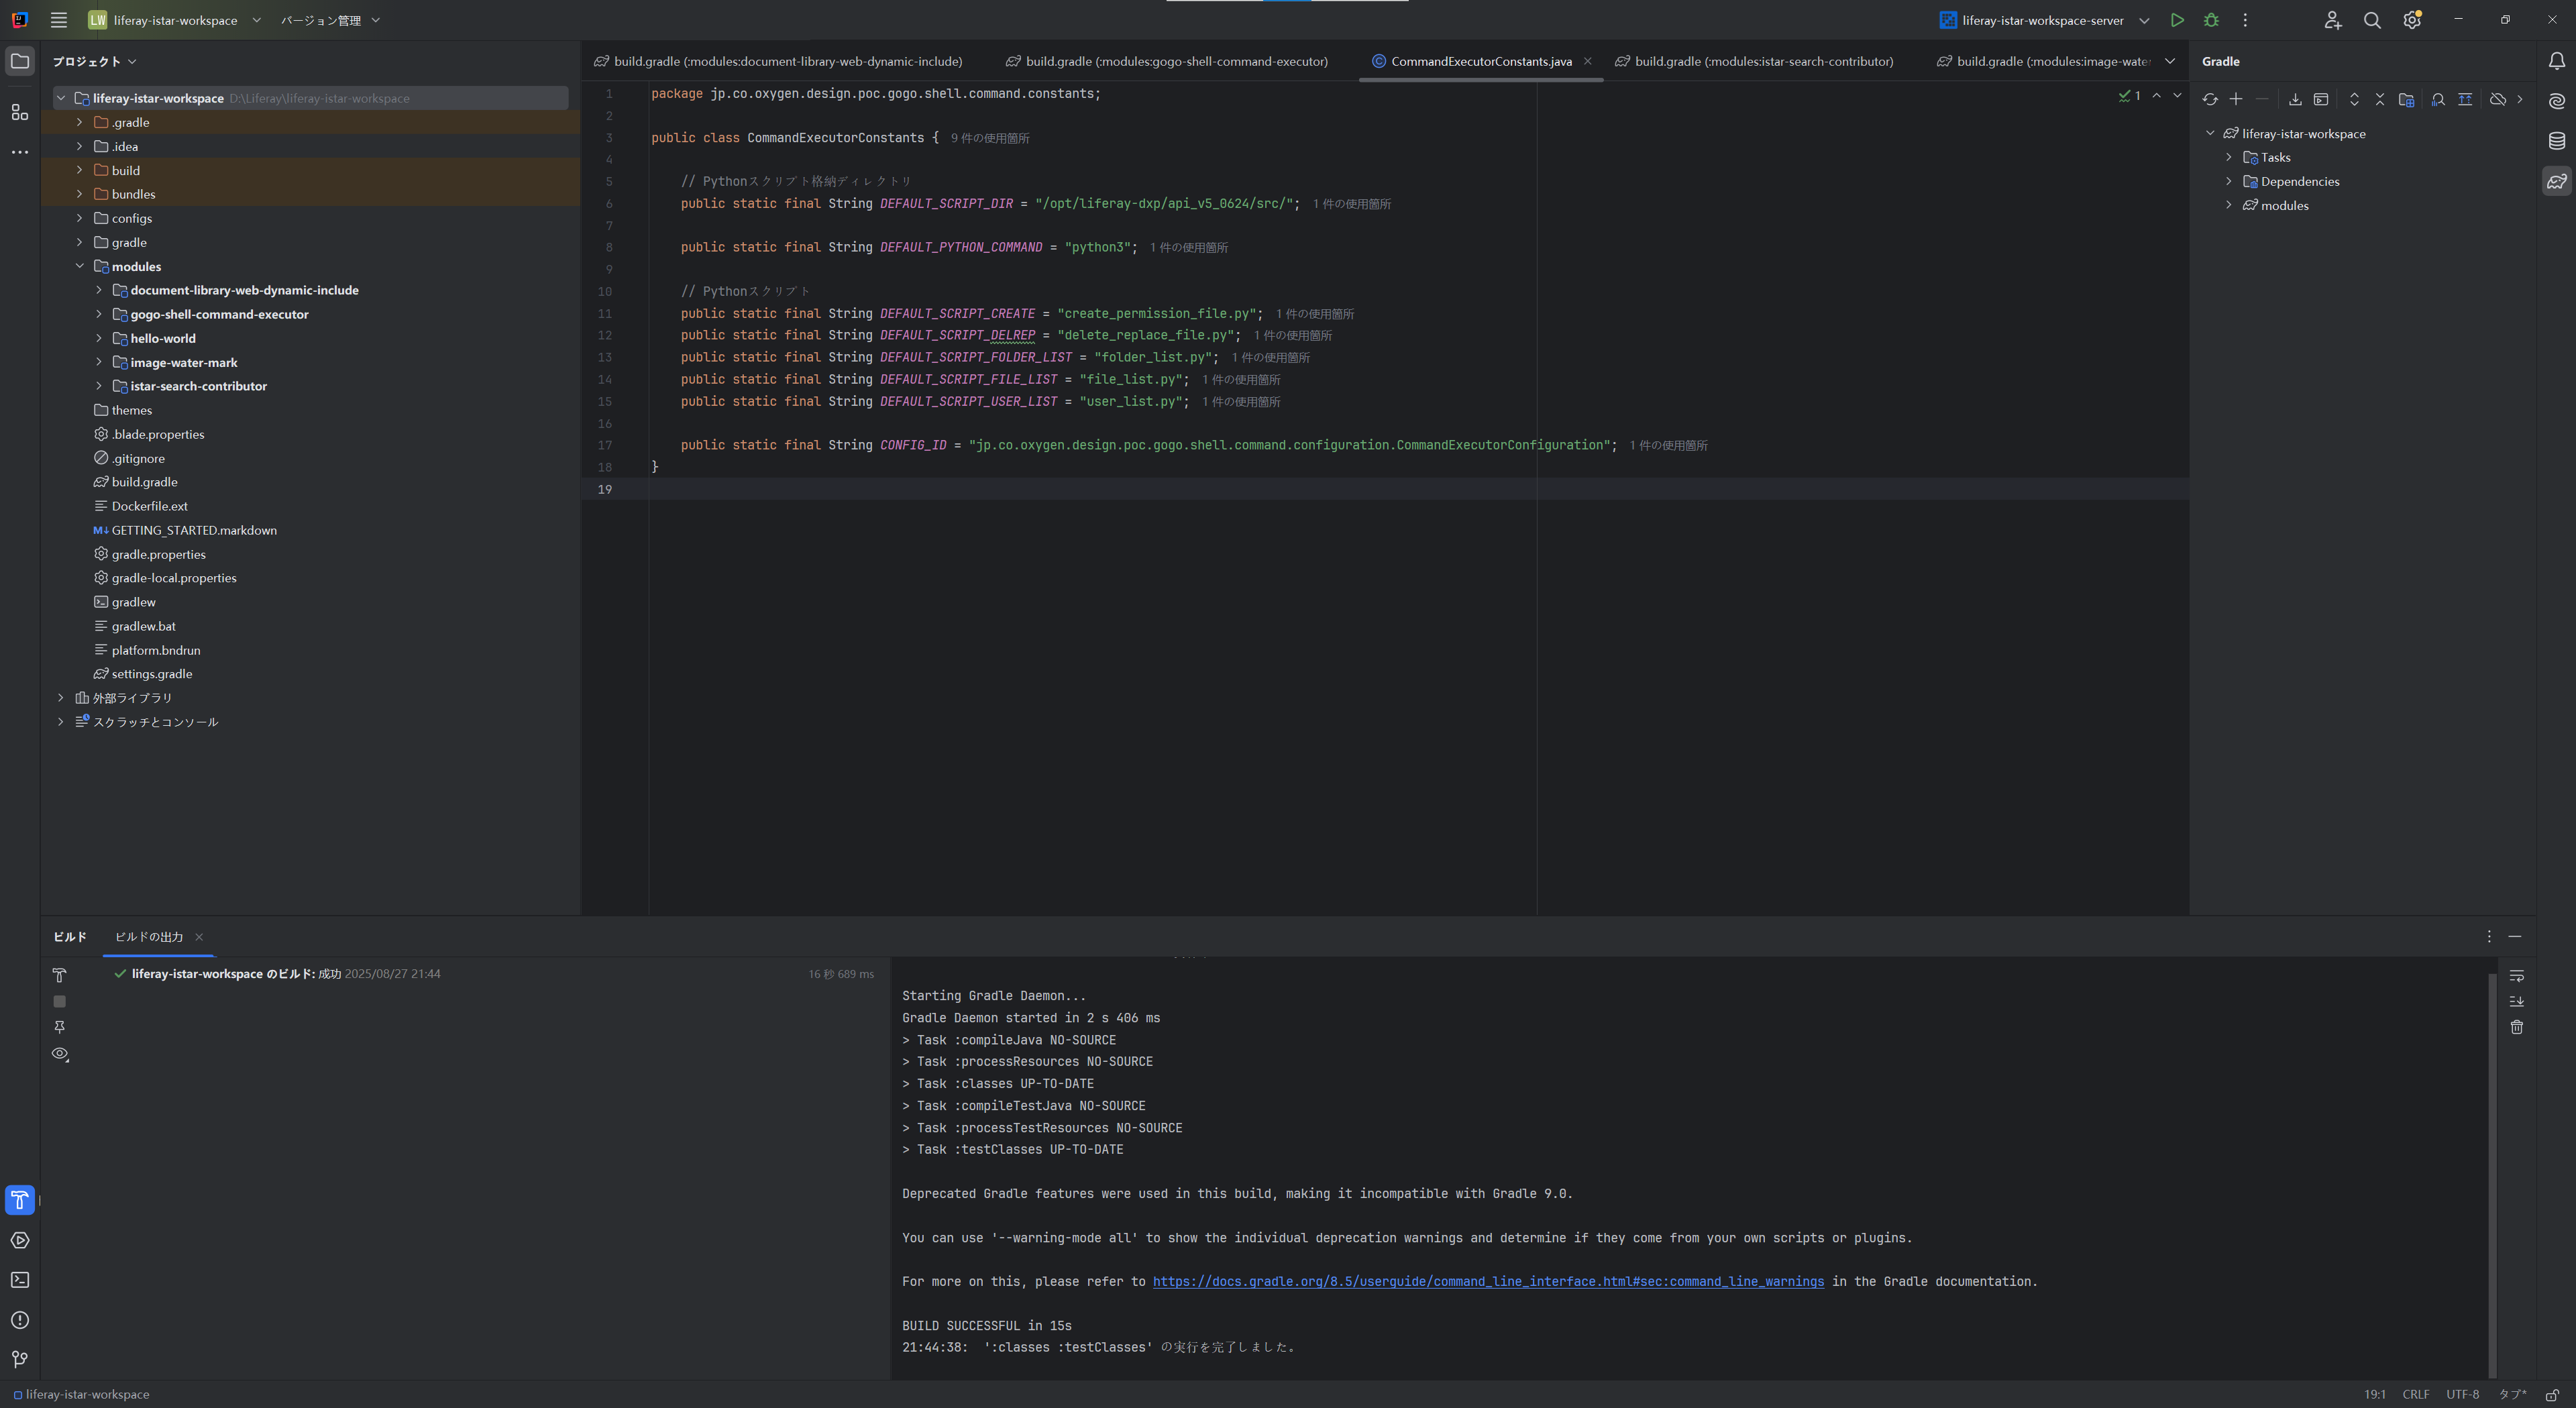 LW liferay-istar-workspace バージョン管理 liferay-istar-workspace-server
プロジェクト
liferay-istar-workspace D:\Liferay\liferay-istar-workspace
.gradle
.idea
build
bundles
configs
gradle
modules
document-library-web-dynamic-include
gogo-shell-command-executor
hello-world
image-water-mark
istar-search-contributor
themes
.blade.properties
.gitignore
build.gradle
Dockerfile.ext
M↓ GETTING_STARTED.markdown
gradle.properties
gradle-local.properties
gradlew
gradlew.bat
platform.bndrun
settings.gradle
外部ライブラリ
スクラッチとコンソール
build.gradle (:modules:document-library-web-dynamic-include) build.gradle (:modules:gogo-shell-command-executor) CommandExecutorConstants.java build.gradle (:modules:istar-search-contributor) build.gradle (:modules:image-water
1 package jp.co.oxygen.design.poc.gogo.shell.command.constants; 1
2
3 public class CommandExecutorConstants { 9 件の使用箇所
4
5 // Pythonスクリプト格納ディレクトリ
6 public static final String DEFAULT_SCRIPT_DIR = "/opt/liferay-dxp/api_v5_0624/src/"; 1 件の使用箇所
7
8 public static final String DEFAULT_PYTHON_COMMAND = "python3"; 1 件の使用箇所
9
10 // Pythonスクリプト
11 public static final String DEFAULT_SCRIPT_CREATE = "create_permission_file.py"; 1 件の使用箇所
12 public static final String DEFAULT_SCRIPT_DELREP = "delete_replace_file.py"; 1 件の使用箇所
13 public static final String DEFAULT_SCRIPT_FOLDER_LIST = "folder_list.py"; 1 件の使用箇所
14 public static final String DEFAULT_SCRIPT_FILE_LIST = "file_list.py"; 1 件の使用箇所
15 public static final String DEFAULT_SCRIPT_USER_LIST = "user_list.py"; 1 件の使用箇所
16
17 public static final String CONFIG_ID = "jp.co.oxygen.design.poc.gogo.shell.command.configuration.CommandExecutorConfiguration"; 1 件の使用箇所
18 }
19
Gradle
liferay-istar-workspace
Tasks
Dependencies
modules
ビルド ビルドの出力
liferay-istar-workspace のビルド: 成功 2025/08/27 21:44 16 秒 689 ms
Starting Gradle Daemon...
Gradle Daemon started in 2 s 406 ms
> Task :compileJava NO-SOURCE
> Task :processResources NO-SOURCE
> Task :classes UP-TO-DATE
> Task :compileTestJava NO-SOURCE
> Task :processTestResources NO-SOURCE
> Task :testClasses UP-TO-DATE
Deprecated Gradle features were used in this build, making it incompatible with Gradle 9.0.
You can use '--warning-mode all' to show the individual deprecation warnings and determine if they come from your own scripts or plugins.
For more on this, please refer to https://docs.gradle.org/8.5/userguide/command_line_interface.html#sec:command_line_warnings in the Gradle documentation.
BUILD SUCCESSFUL in 15s
21:44:38: ':classes :testClasses' の実行を完了しました。
liferay-istar-workspace 19:1 CRLF UTF-8 タブ*